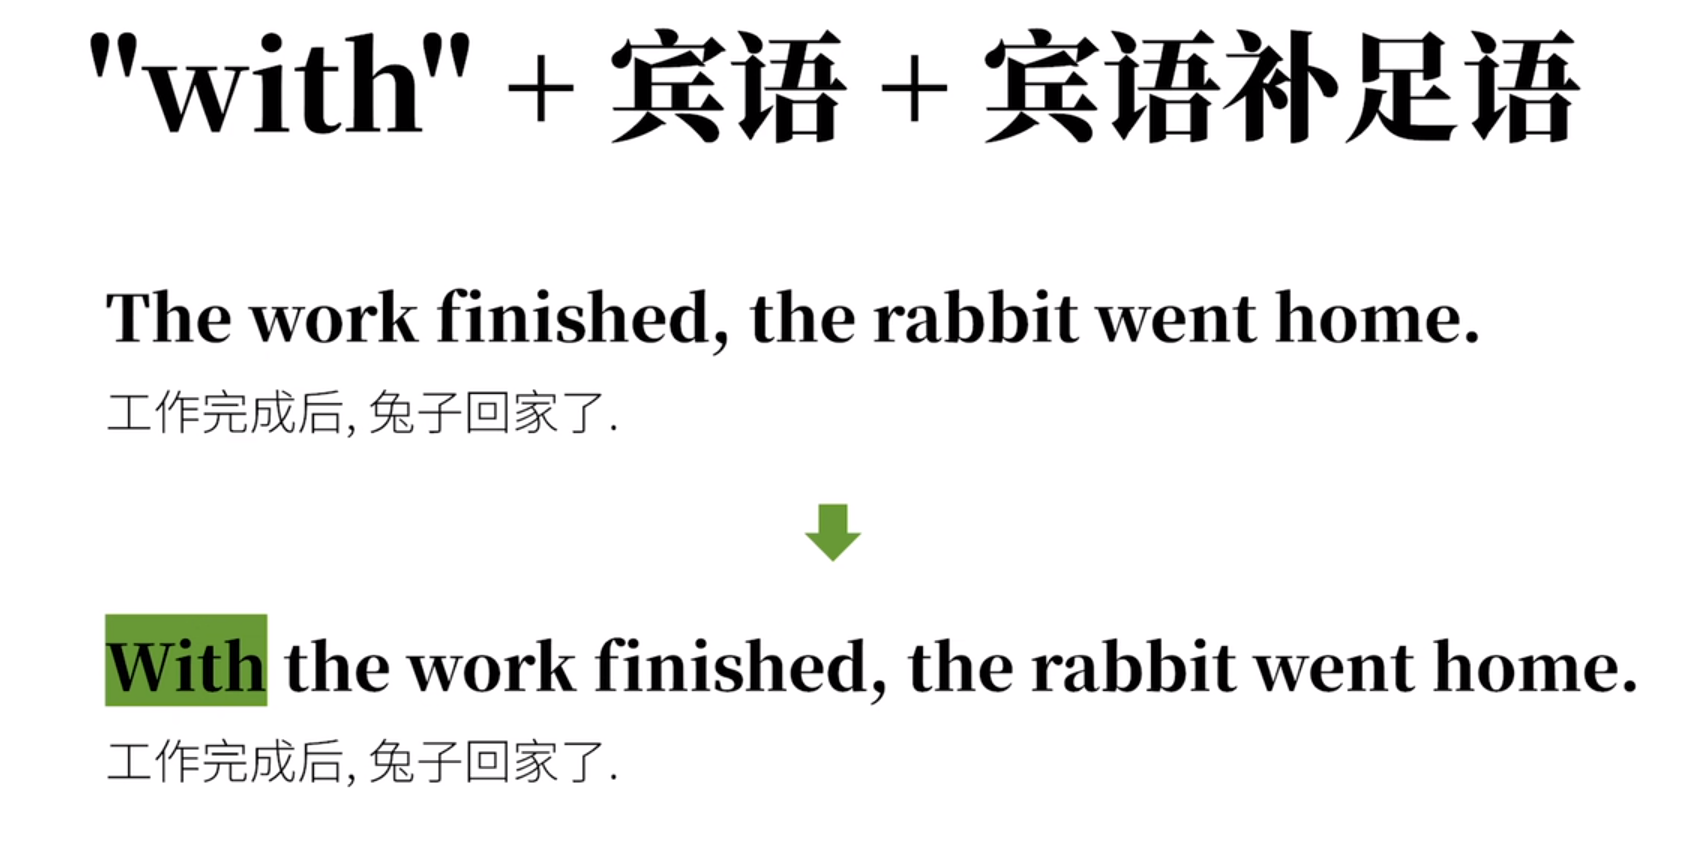 "with" + 宾语 + 宾语补足语
The work finished, the rabbit went home.
工作完成后, 兔子回家了.
With the work finished, the rabbit went home.
工作完成后, 兔子回家了.